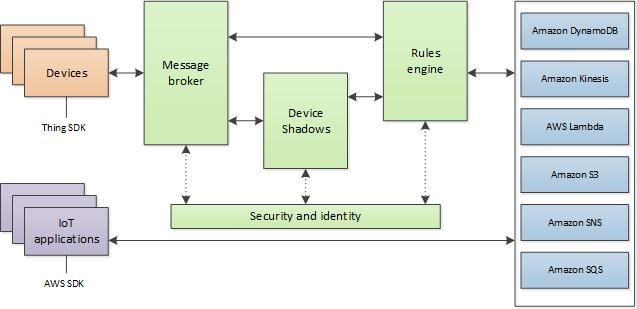 Devices
Thing SDK
Message
broker
Device
Shadows
Rules
engine
Security and identity
IoT
applications
AWS SDK
Amazon DynamoDB
Amazon Kinesis
AWS Lambda
Amazon S3
Amazon SNS
Amazon SQS